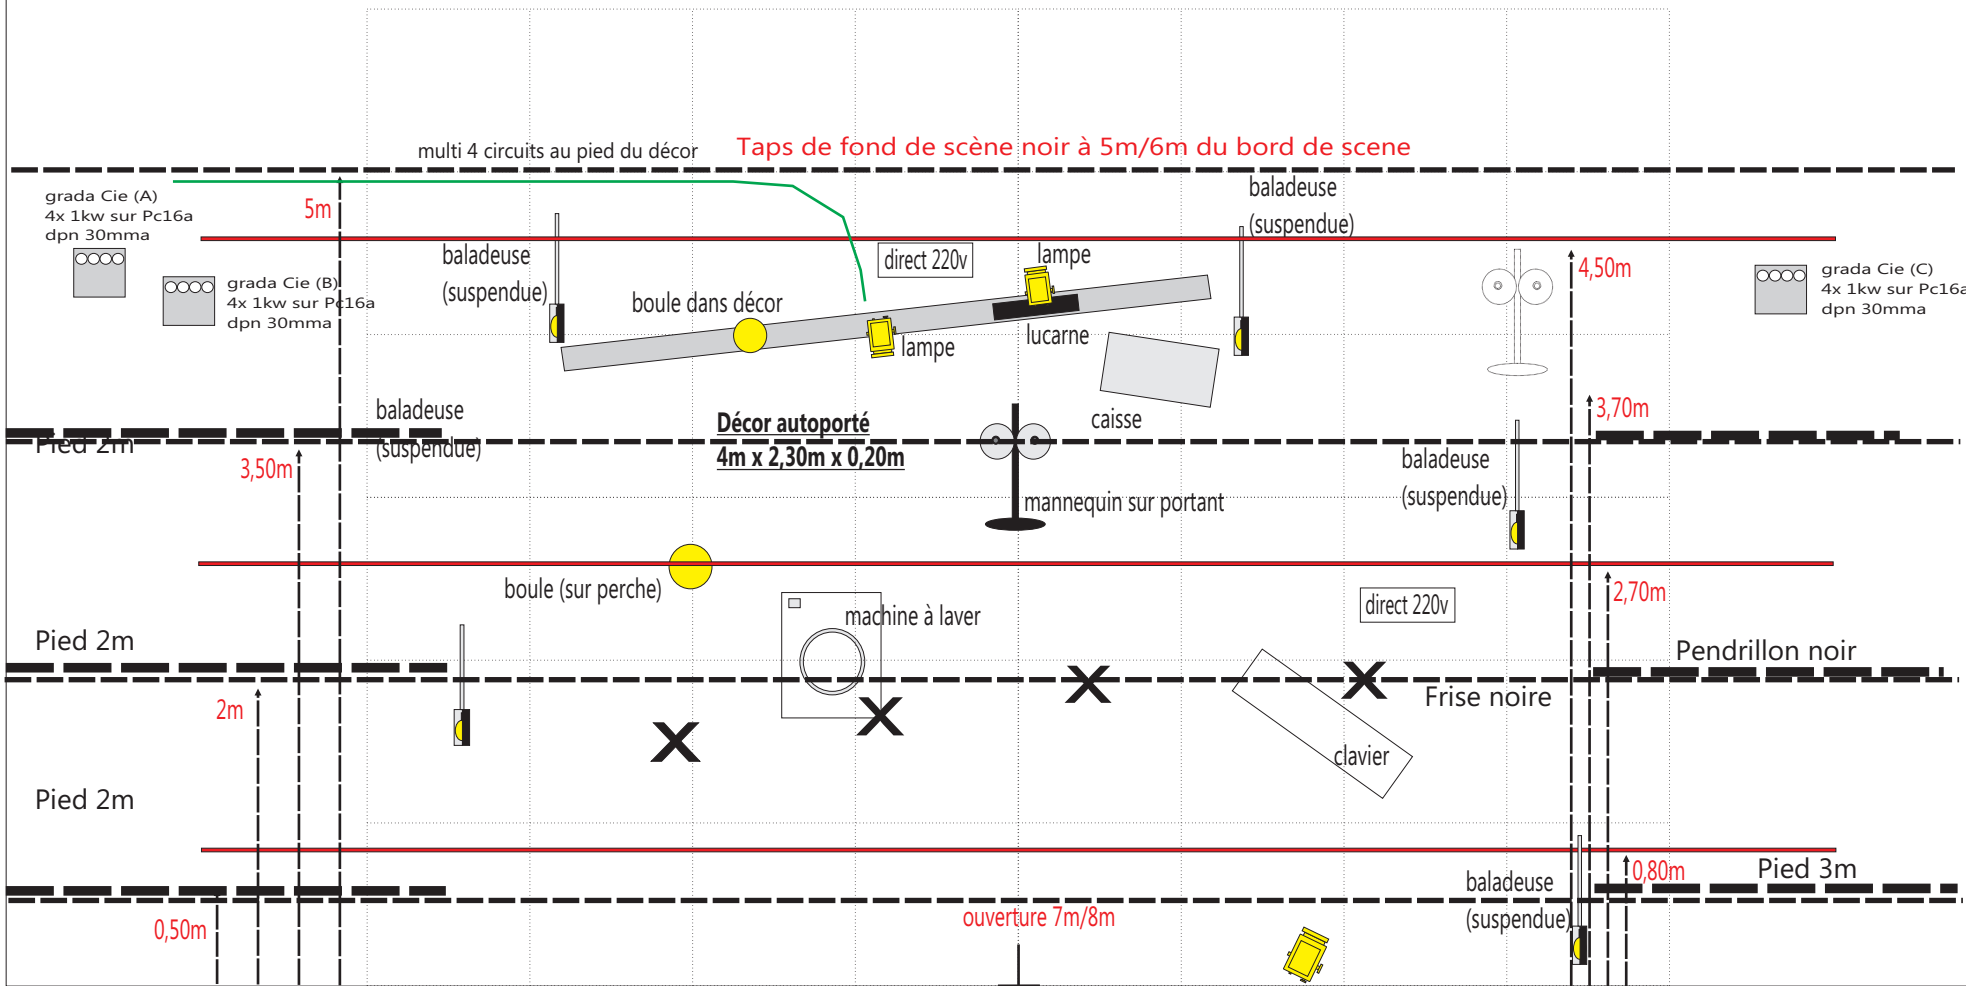 multi 4 circuits au pied du décor
Taps de fond de scène noir à 5m/6m du bord de scene
grada Cie (A)
4x 1kw sur Pc16a
dpn 30mma
5m
baladeuse
(suspendue)
baladeuse
(suspendue)
direct 220v
lampe
4,50m
grada Cie (C)
4x 1kw sur Pc16a
dpn 30mma
grada Cie (B)
4x 1kw sur Pc16a
dpn 30mma
boule dans décor
lampe
lucarne
caisse
3,70m
baladeuse
(suspendue)
Pied 2m
3,50m
Décor autoporté
4m x 2,30m x 0,20m
baladeuse
(suspendue)
mannequin sur portant
boule (sur perche)
machine à laver
direct 220v
2,70m
Pied 2m
Pendrillon noir
2m
Frise noire
clavier
Pied 2m
0,80m
Pied 3m
baladeuse
(suspendue)
0,50m
ouverture 7m/8m